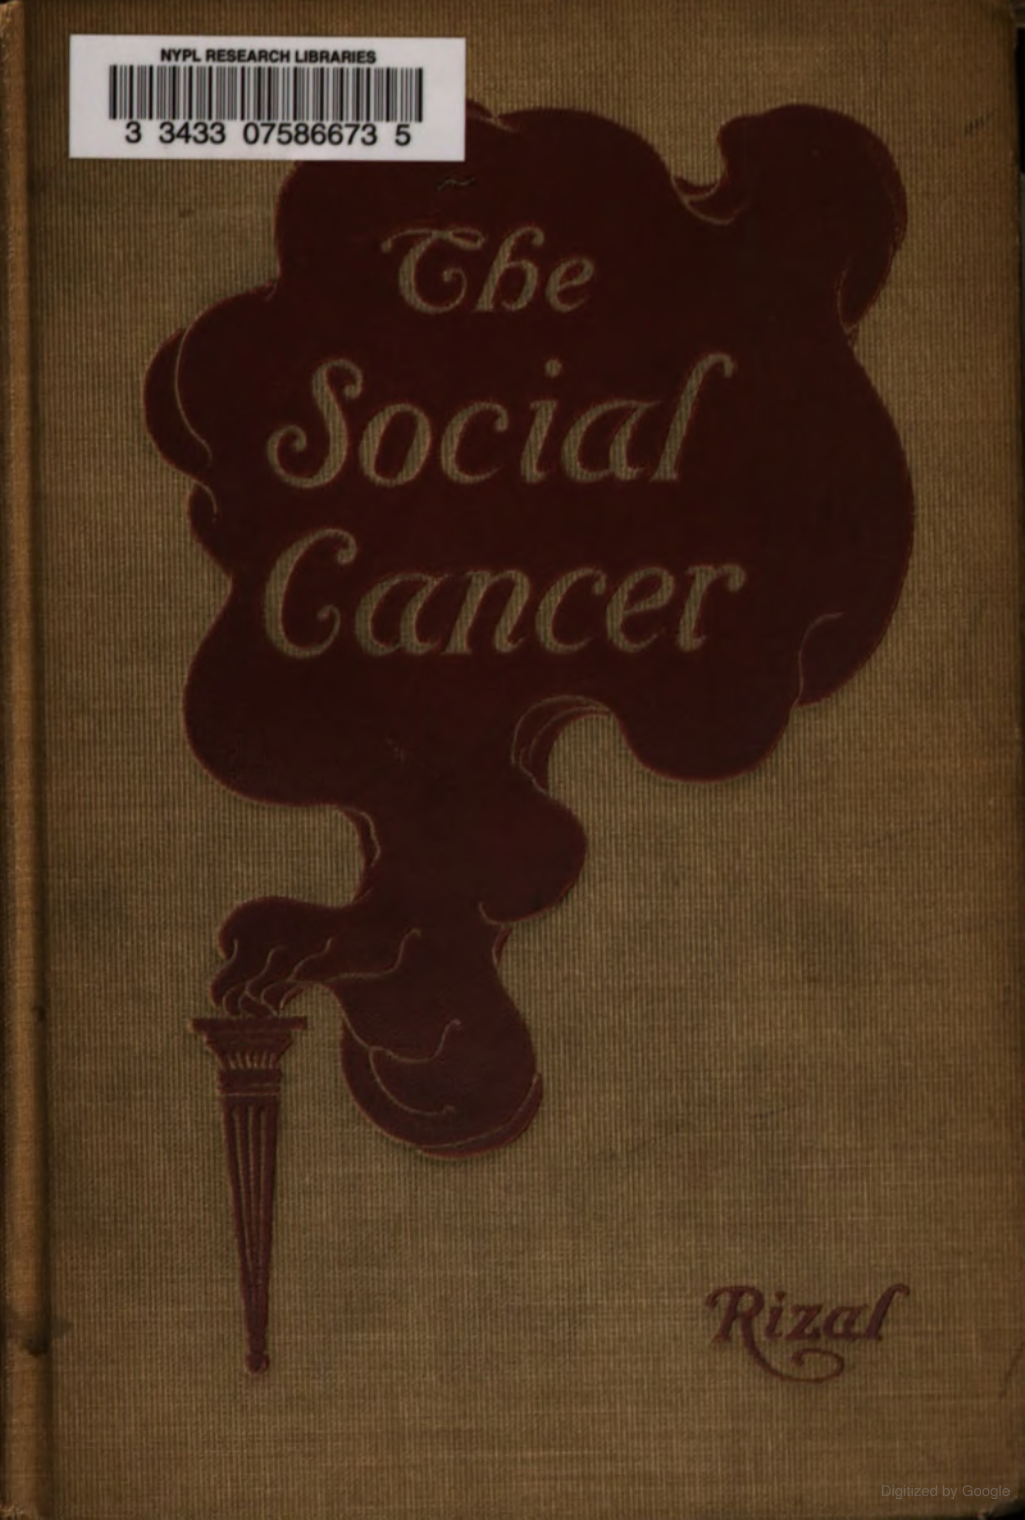 NYPL RESEARCH LIBRARIES
3 3433 07586673 5
The
Social
Cancer
Rizal
Digitized by Google